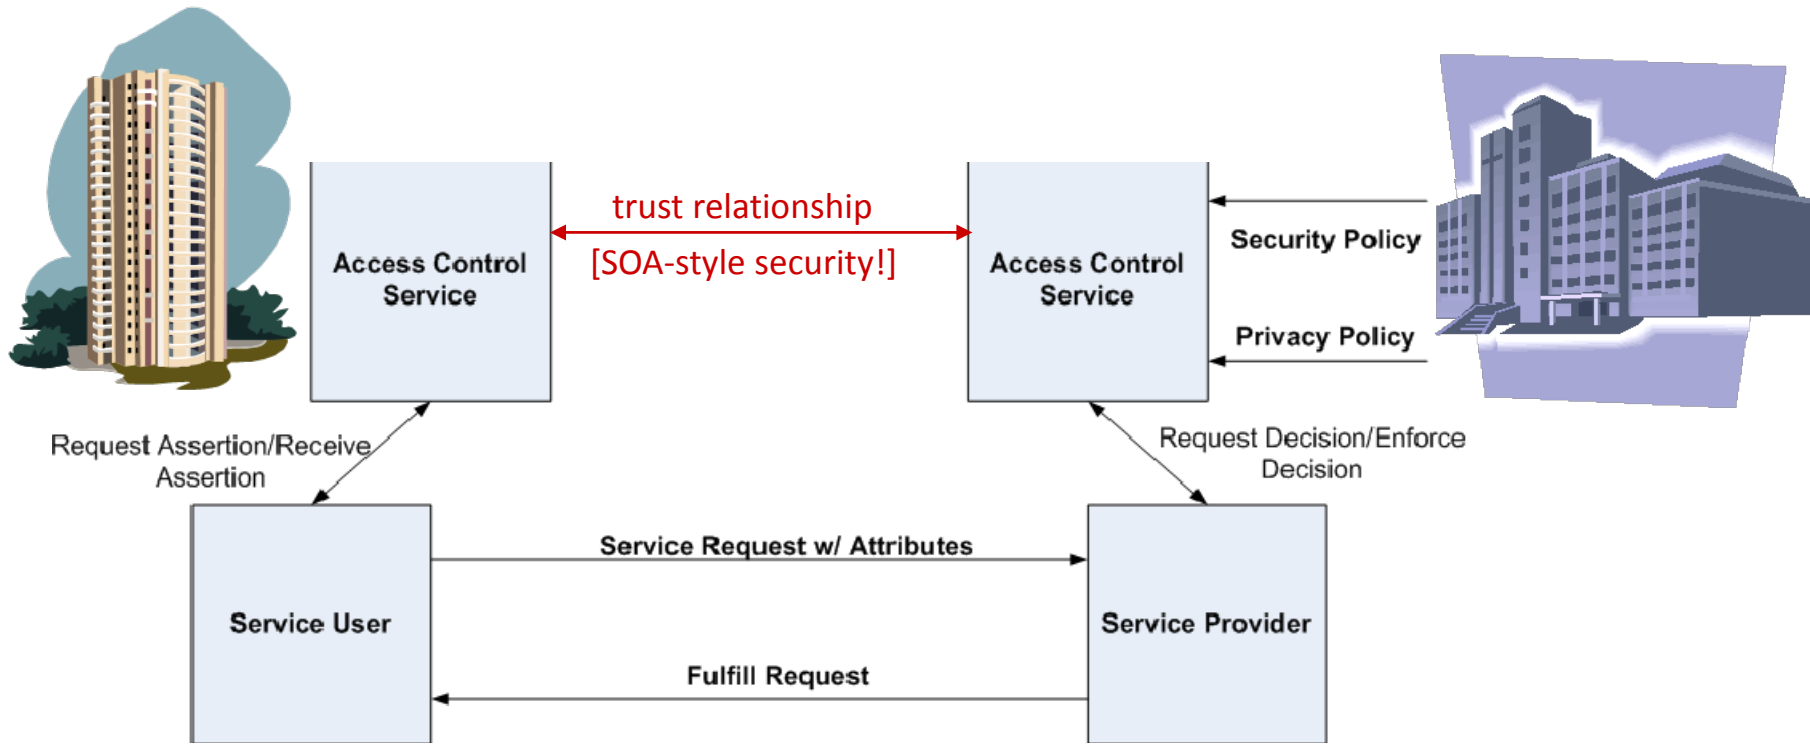 trust relationship
[SOA-style security!]
Access Control
Service
Access Control
Service
Security Policy
Privacy Policy
Request Assertion/Receive
Assertion
Request Decision/Enforce
Decision
Service Request w/ Attributes
Service User
Service Provider
Fulfill Request